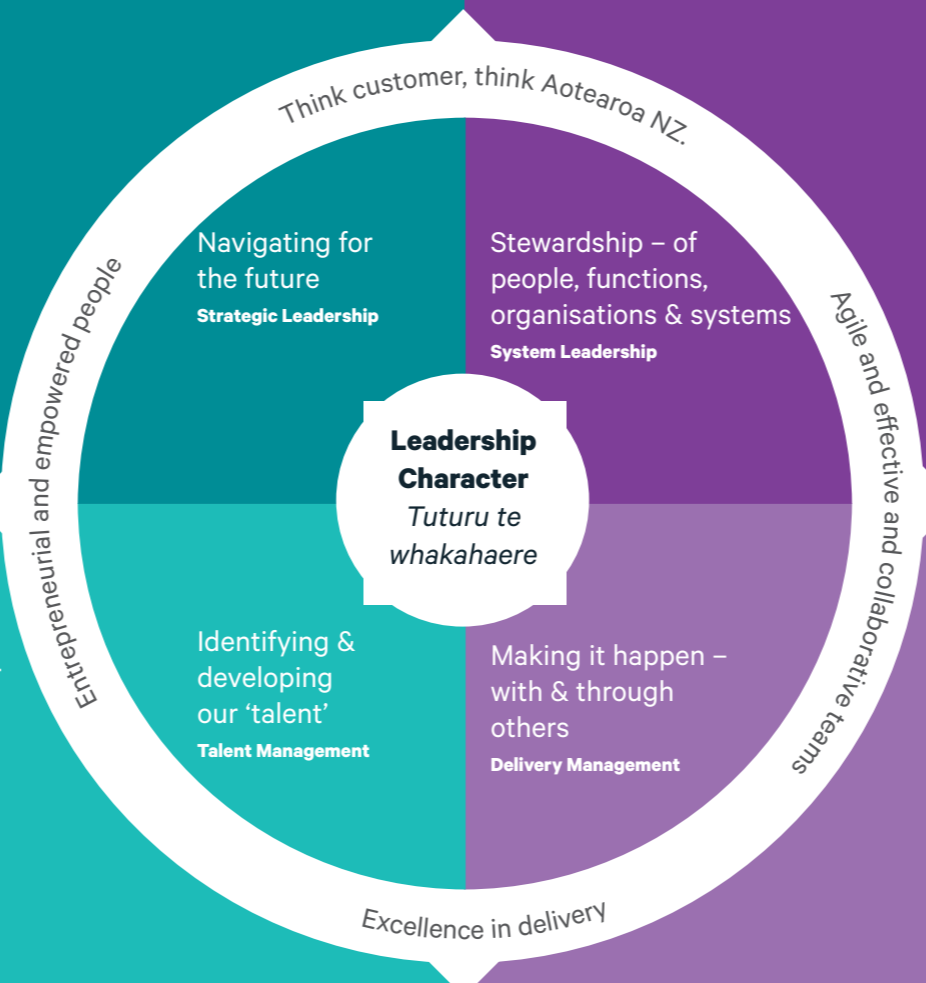 Think customer, think Aotearoa NZ.
Navigating for
the future
Strategic Leadership
Stewardship – of
people, functions,
organisations & systems
System Leadership
Entrepreneurial and empowered people
Leadership
Character
Tuturu te
whakahaere
Agile and effective and collaborative teams
Identifying &
developing
our ‘talent’
Talent Management
Making it happen –
with & through
others
Delivery Management
Excellence in delivery